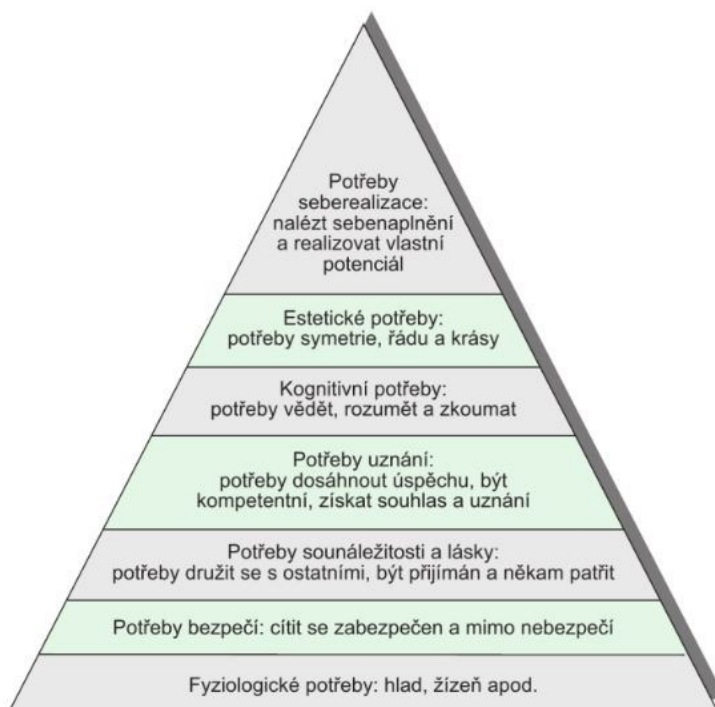 Potřeby
seberealizace:
nalézt sebenaplnění
a realizovat vlastní
potenciál
Estetické potřeby:
potřeby symetrie, řádu a krásy
Kognitivní potřeby:
potřeby vědět, rozumět a zkoumat
Potřeby uznání:
potřeby dosáhnout úspěchu, být
kompetentní, získat souhlas a uznání
Potřeby sounáležitosti a lásky:
potřeby družit se s ostatními, být přijímán a někam patřit
Potřeby bezpečí: cítit se zabezpečen a mimo nebezpečí
Fyziologické potřeby: hlad, žízeň apod.